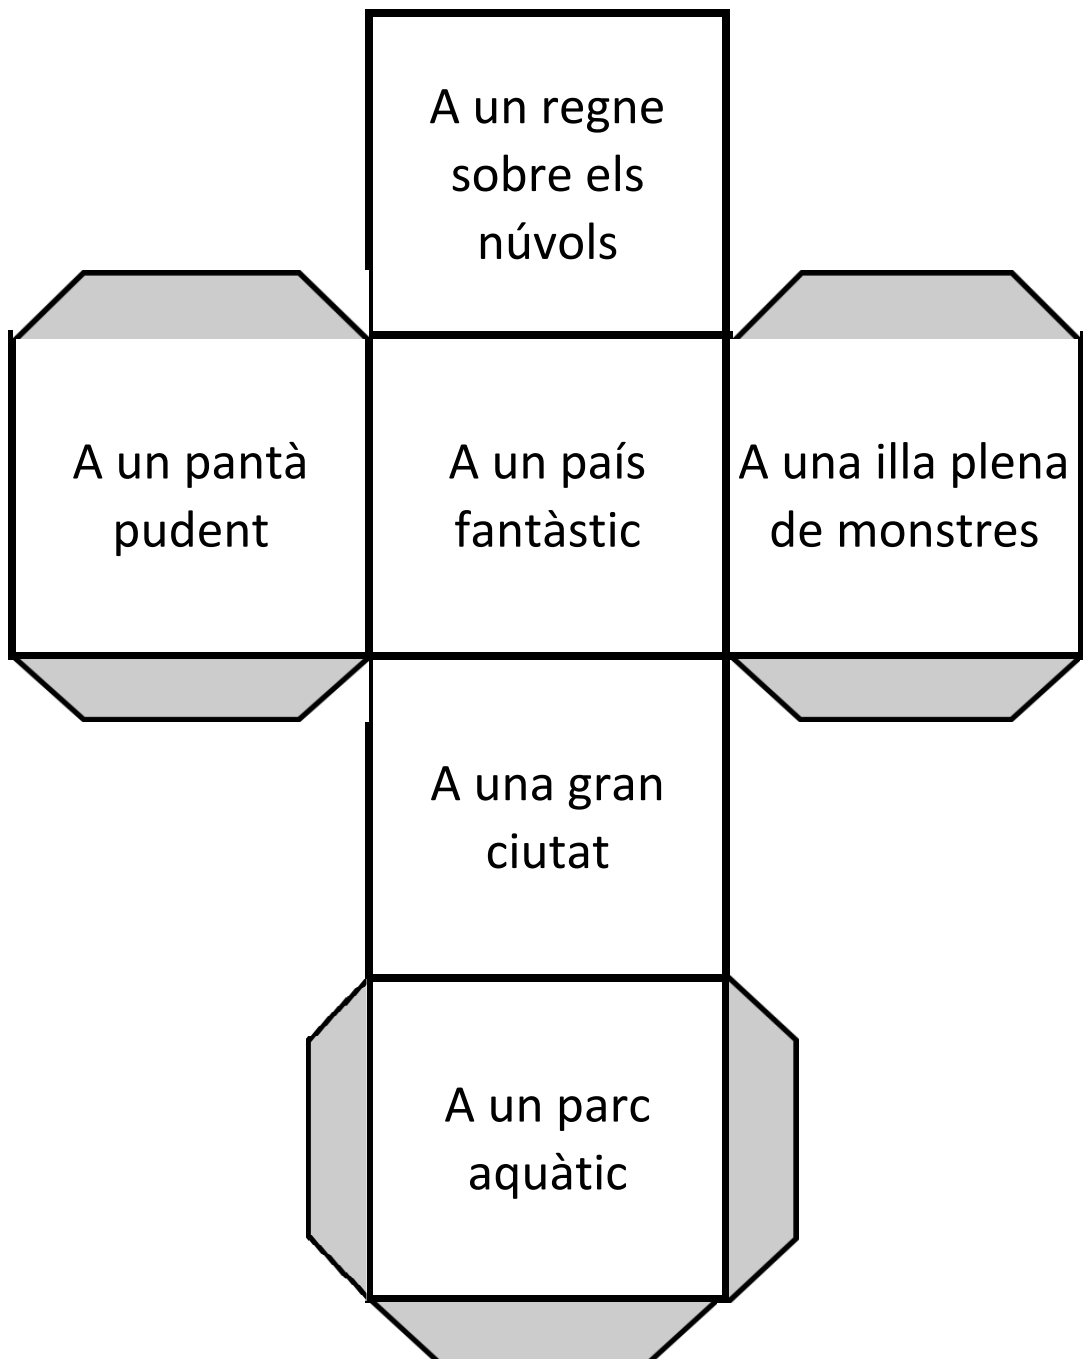 A un regne
sobre els
núvols
A un pantà
pudent
A un país
fantàstic
A una illa plena
de monstres
A una gran
ciutat
A un parc
aquàtic